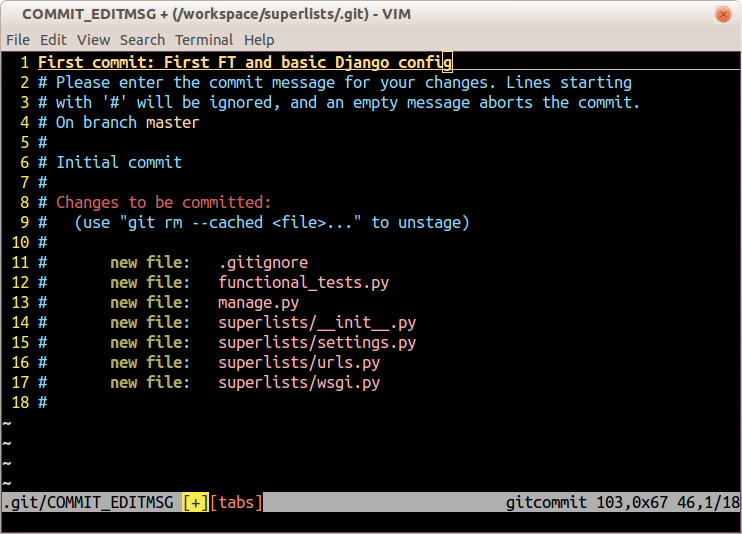 COMMIT_EDITMSG + (/workspace/superlists/.git) - VIM
File Edit View Search Terminal Help
1 First commit: First FT and basic Django config
2 # Please enter the commit message for your changes. Lines starting
3 # with '#' will be ignored, and an empty message aborts the commit.
4 # On branch master
5 #
6 # Initial commit
7 #
8 # Changes to be committed:
9 #   (use "git rm --cached <file>..." to unstage)
10 #
11 #       new file:   .gitignore
12 #       new file:   functional_tests.py
13 #       new file:   manage.py
14 #       new file:   superlists/__init__.py
15 #       new file:   superlists/settings.py
16 #       new file:   superlists/urls.py
17 #       new file:   superlists/wsgi.py
18 #
~
~
~
~
.git/COMMIT_EDITMSG [+][tabs] gitcommit 103,0x67 46,1/18